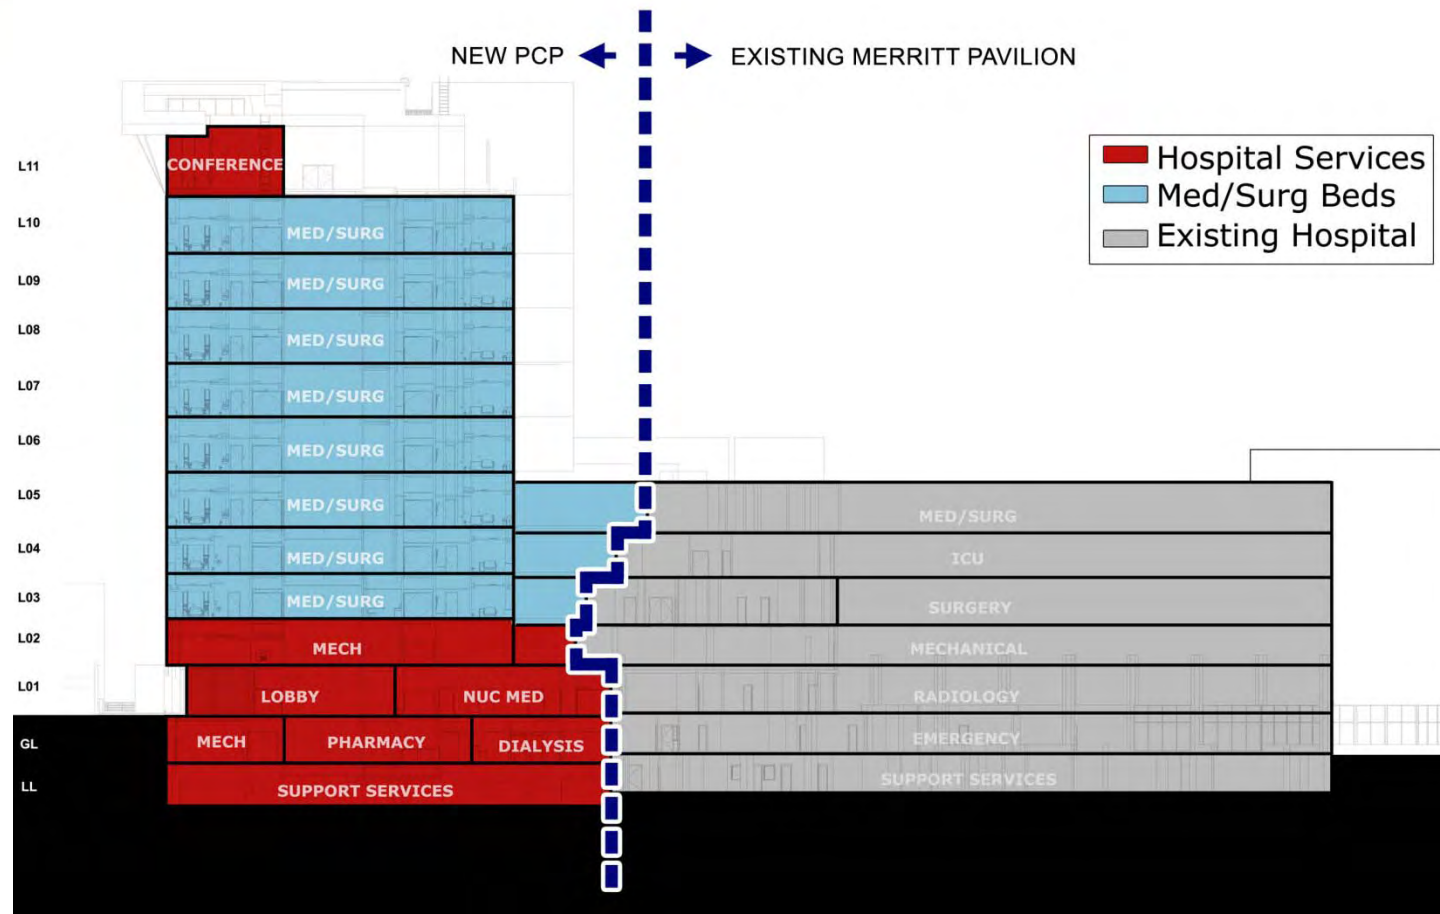 NEW PCP
EXISTING MERRITT PAVILION
Hospital Services
Med/Surg Beds
Existing Hospital
L11
CONFERENCE
L10
MED/SURG
L09
MED/SURG
L08
MED/SURG
L07
MED/SURG
L06
MED/SURG
L05
MED/SURG
MED/SURG
L04
MED/SURG
ICU
L03
MED/SURG
SURGERY
L02
MECH
MECHANICAL
L01
LOBBY
NUC MED
RADIOLOGY
GL
MECH
PHARMACY
DIALYSIS
EMERGENCY
LL
SUPPORT SERVICES
SUPPORT SERVICES